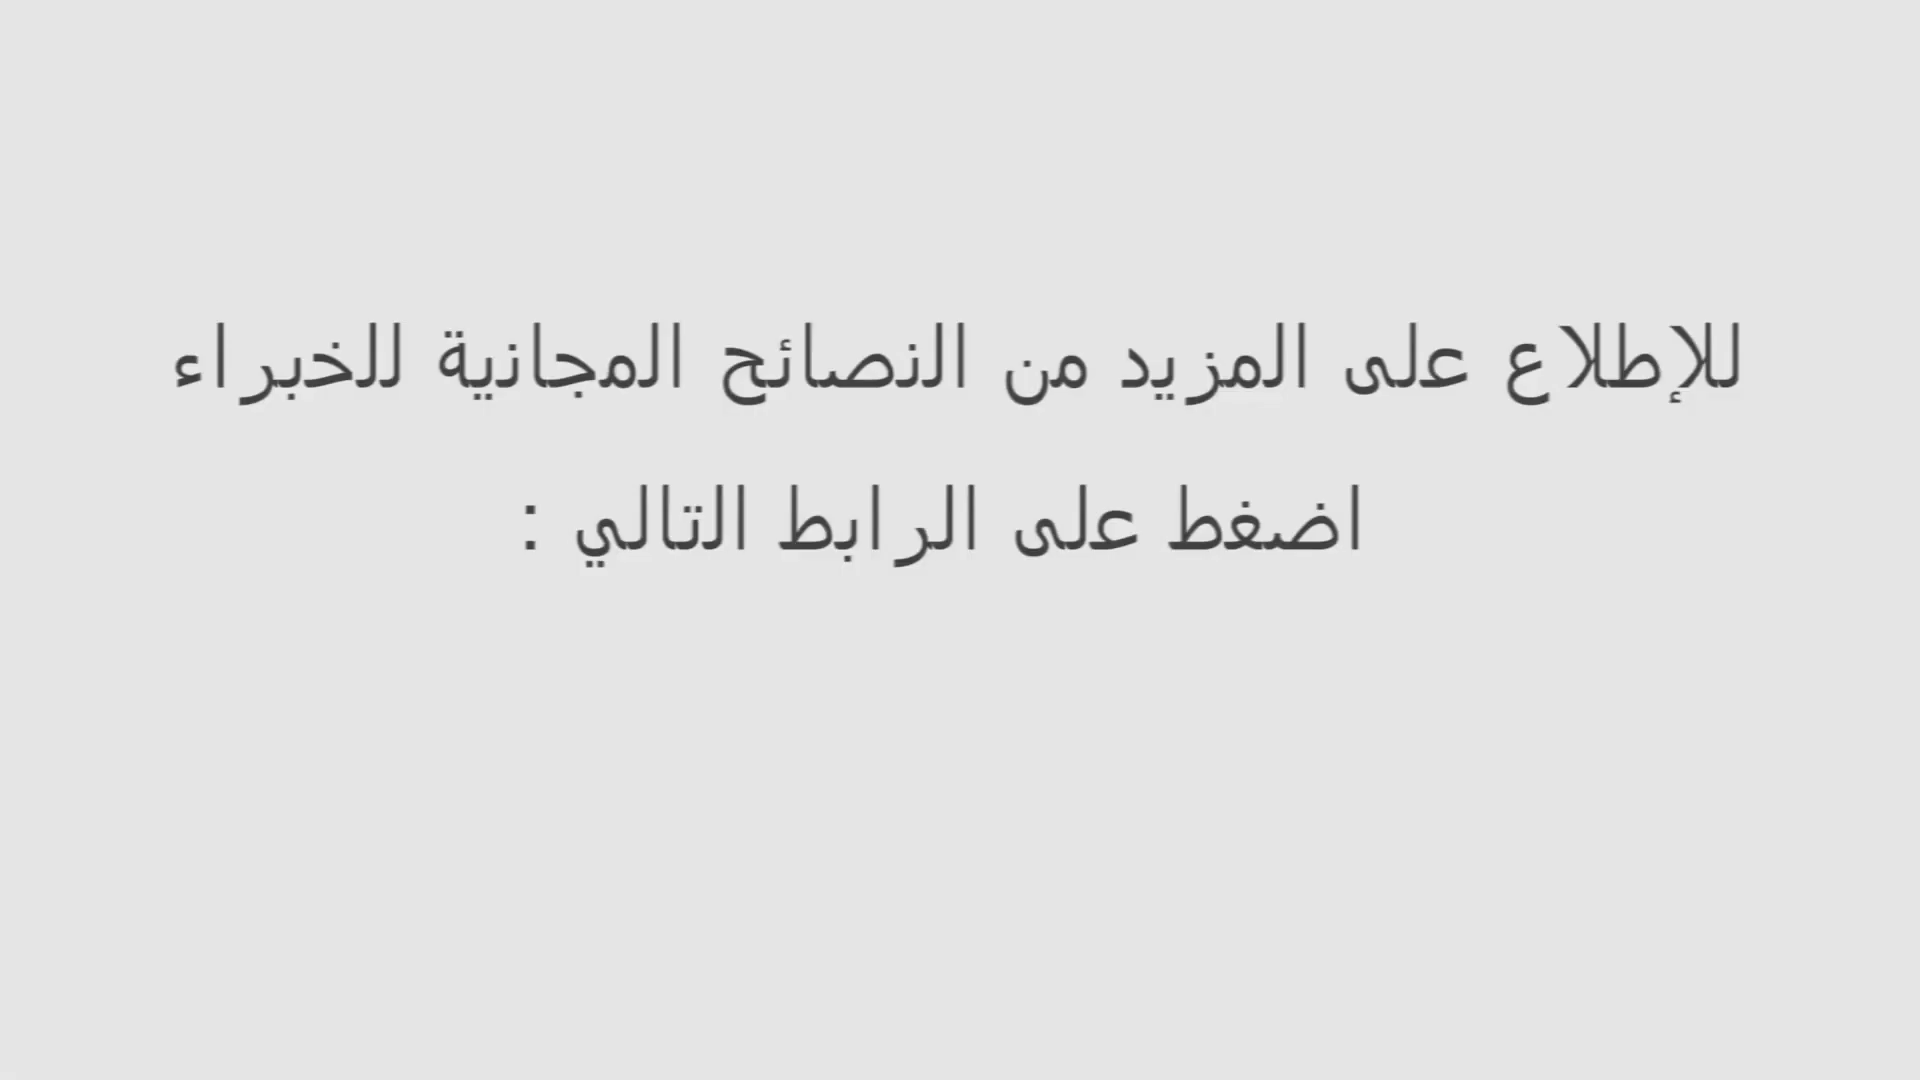 للإطلاع على المزيد من النصائح المجانية للخبراء
اضغط على الرابط التالي :